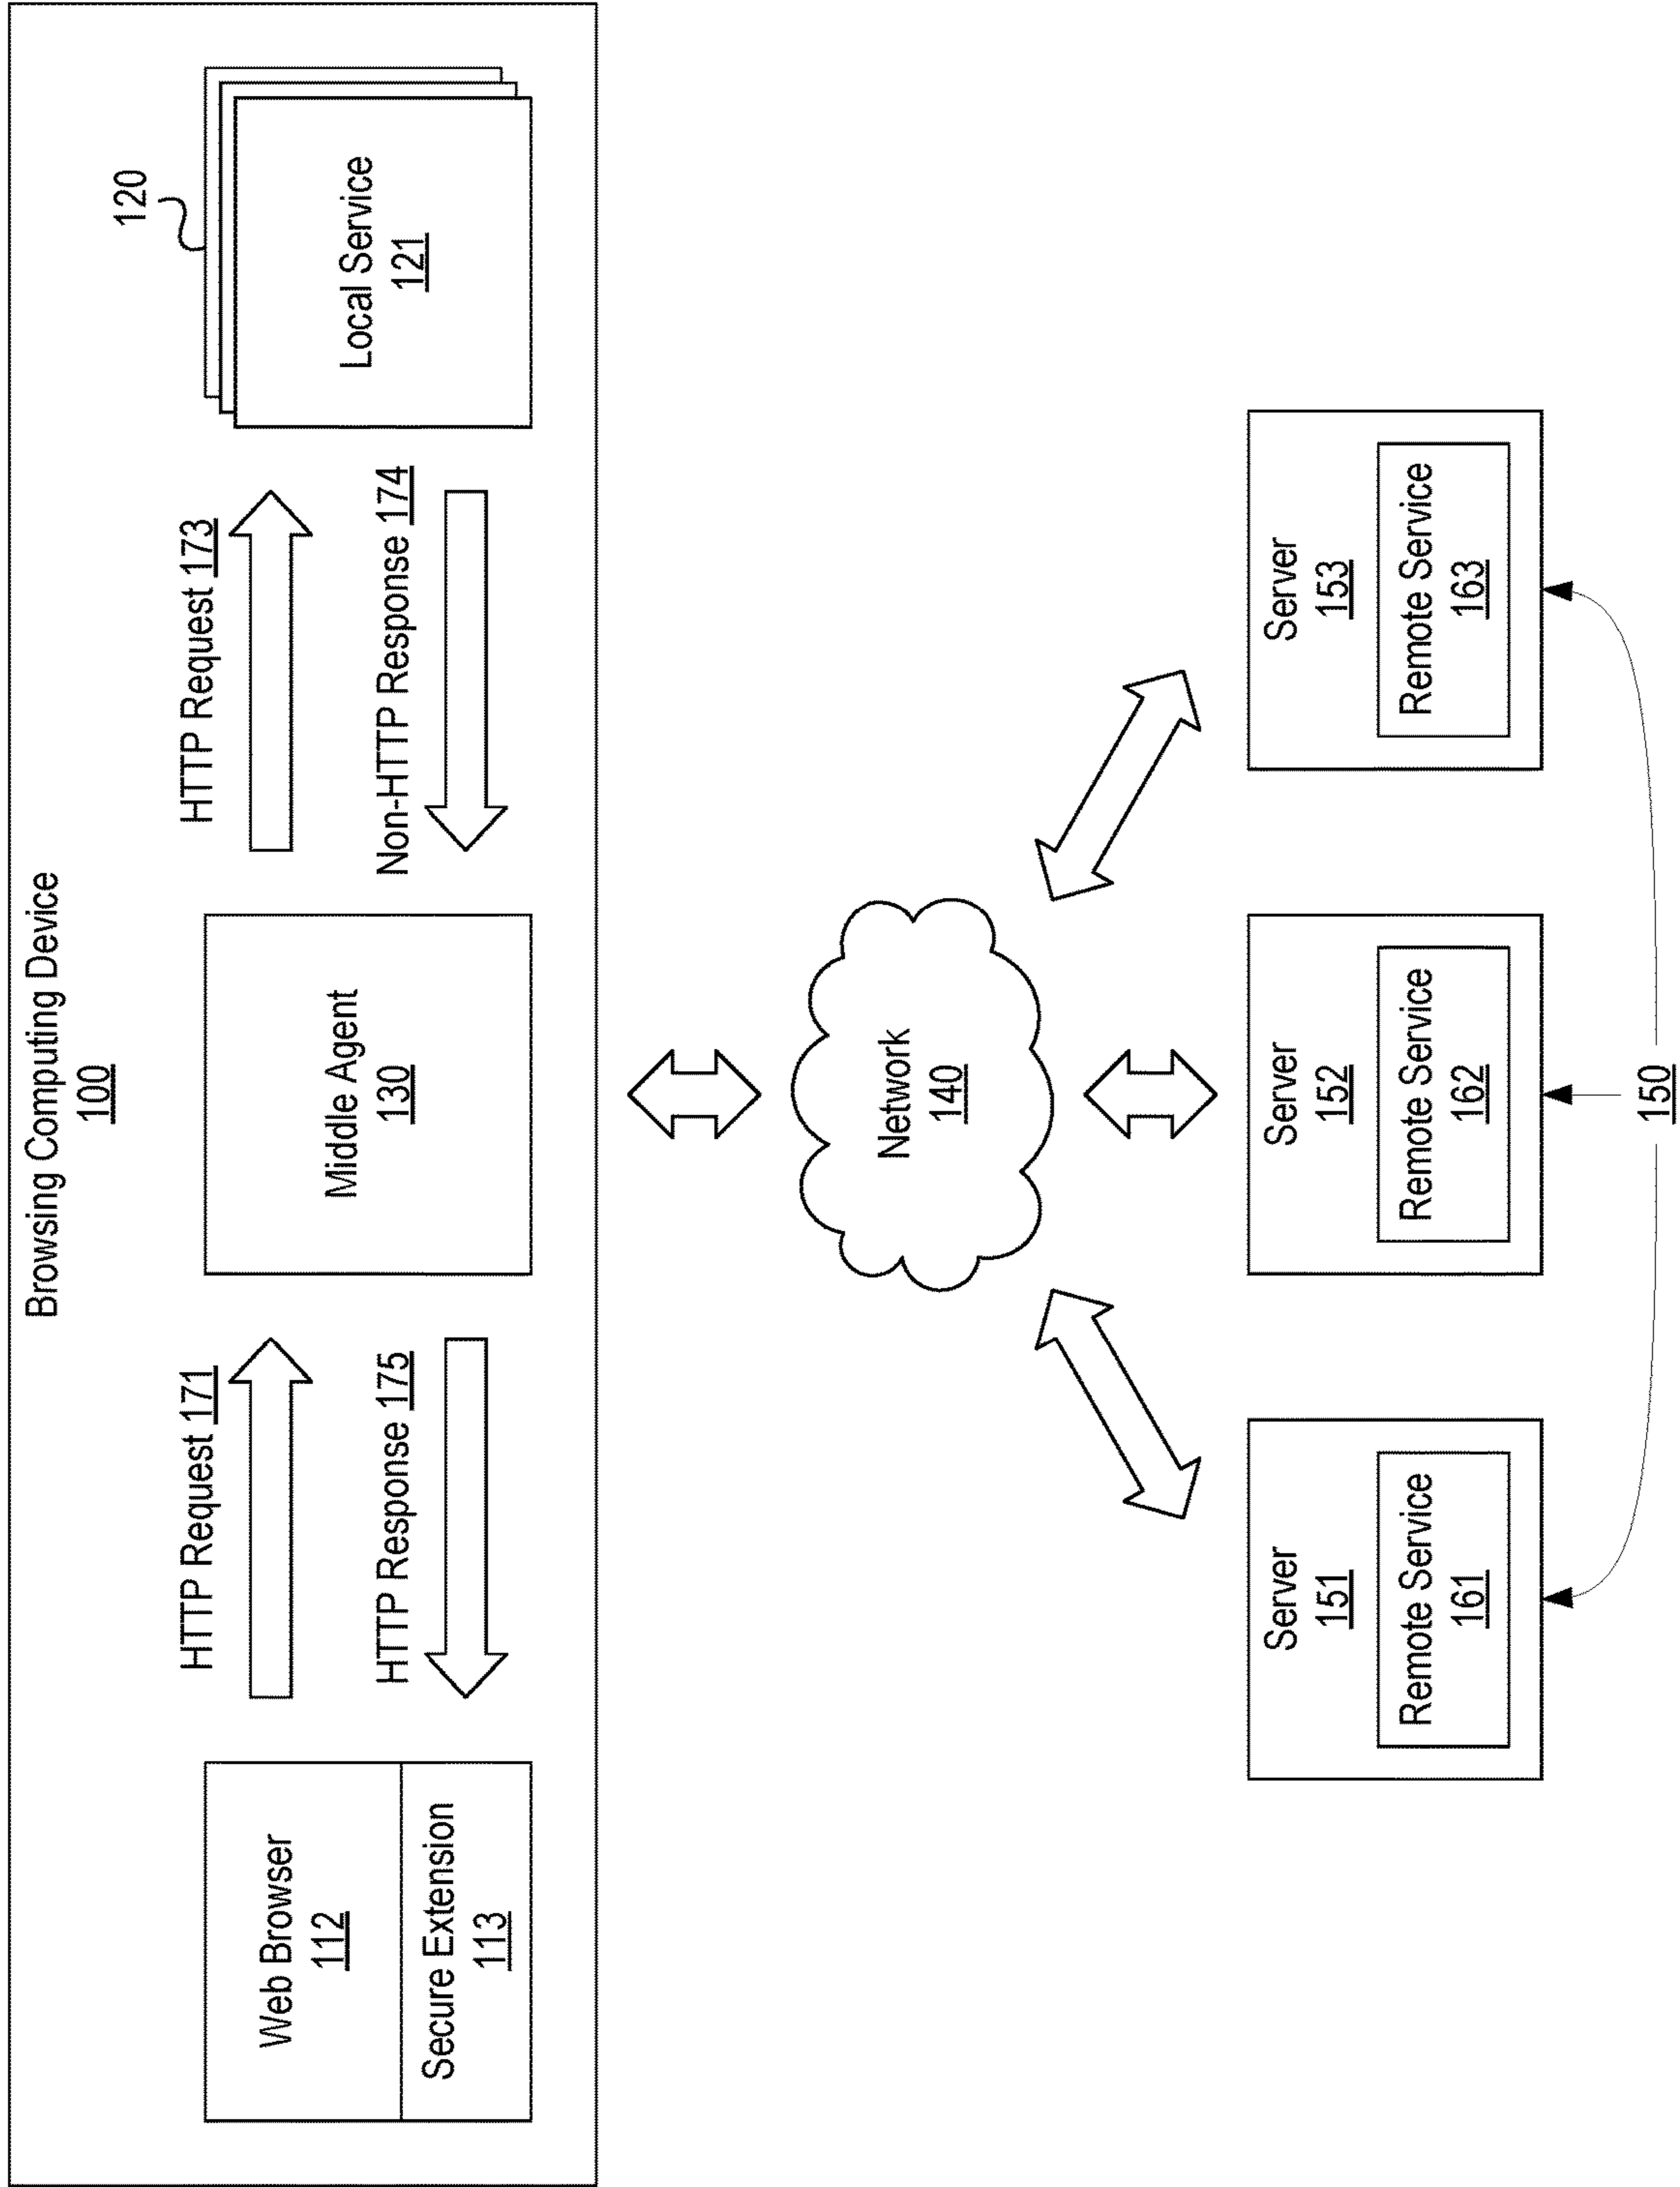 Browsing Computing Device
100
HTTP Request 171
HTTP Response 175
HTTP Request 173
Non-HTTP Response 174
120
Web Browser
112
Secure Extension
113
Middle Agent
130
Local Service
121
Network
140
Server
151
Remote Service
161
Server
152
Remote Service
162
Server
153
Remote Service
163
150